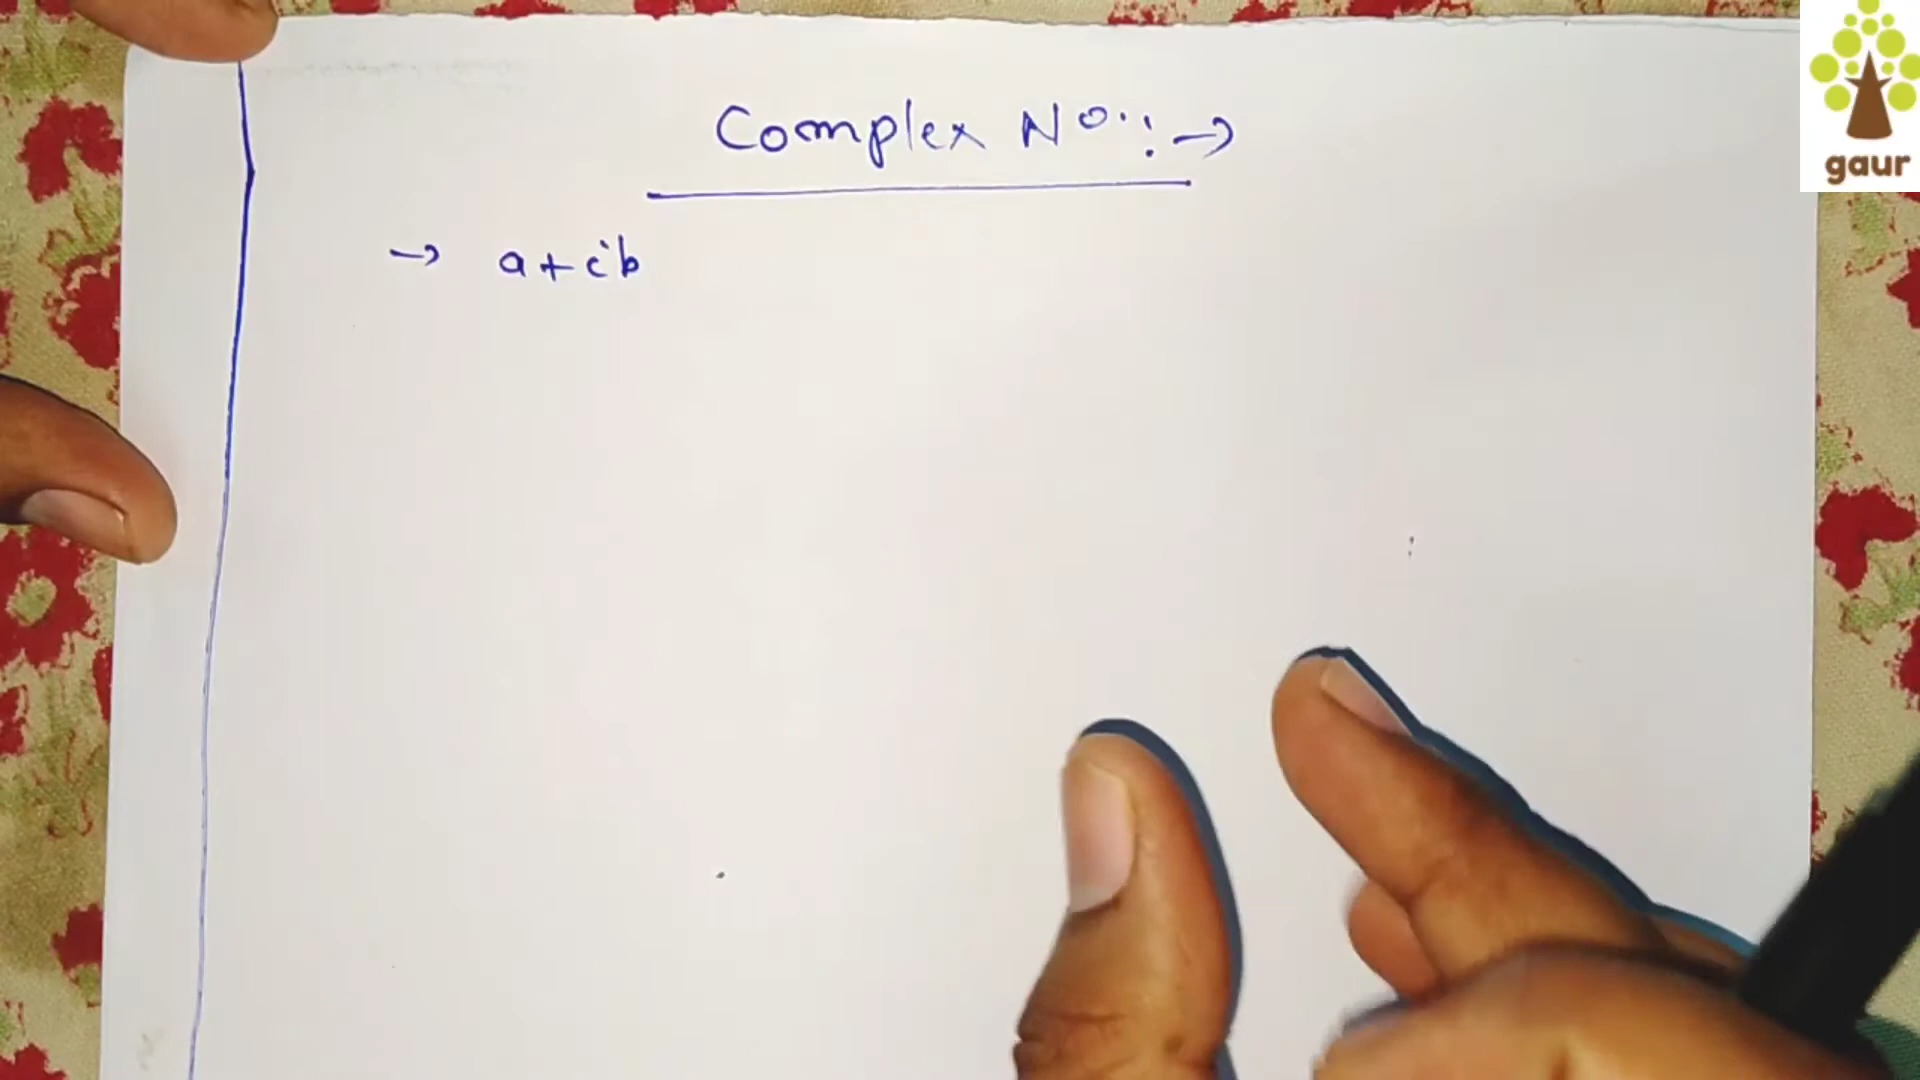 Complex No.: →
→ a+ib
gaur